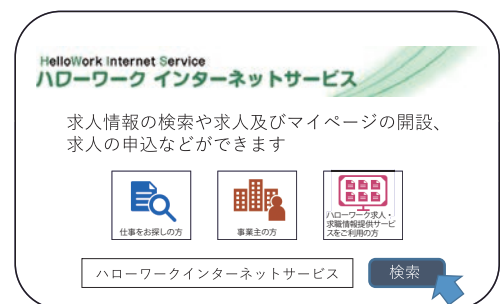 HelloWork Internet Service
ハローワーク インターネットサービス
求人情報の検索や求人及びマイページの開設、
求人の申込などができます
仕事をお探しの方
事業主の方
ハローワーク求人・
求職情報提供サービ
スをご利用の方
ハローワークインターネットサービス
検索